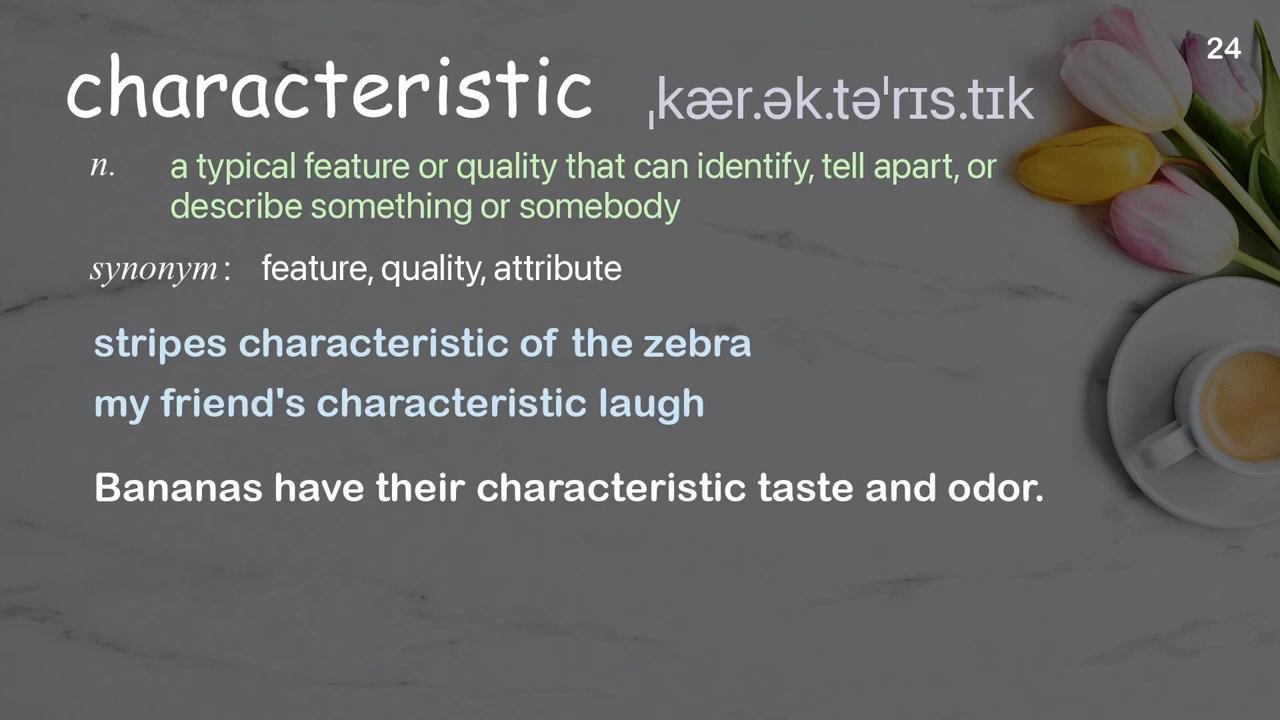 24
characteristic ˌkær.ək.təˈrɪs.tɪk
n. a typical feature or quality that can identify, tell apart, or
describe something or somebody
synonym: feature, quality, attribute
stripes characteristic of the zebra
my friend's characteristic laugh
Bananas have their characteristic taste and odor.